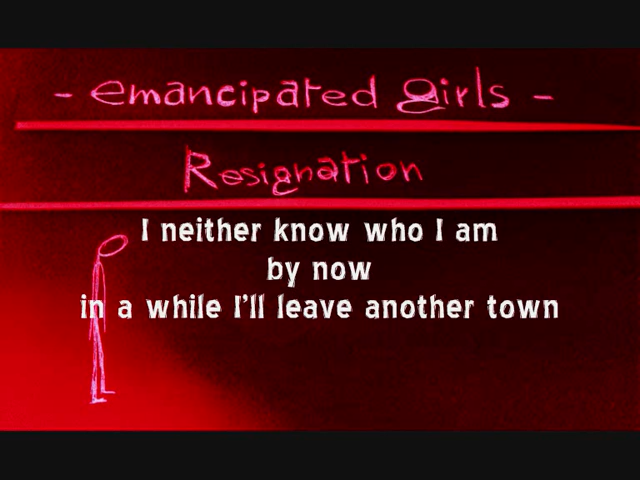 - emancipated girls -
Resignation
I neither know who I am
by now
in a while I'll leave another town